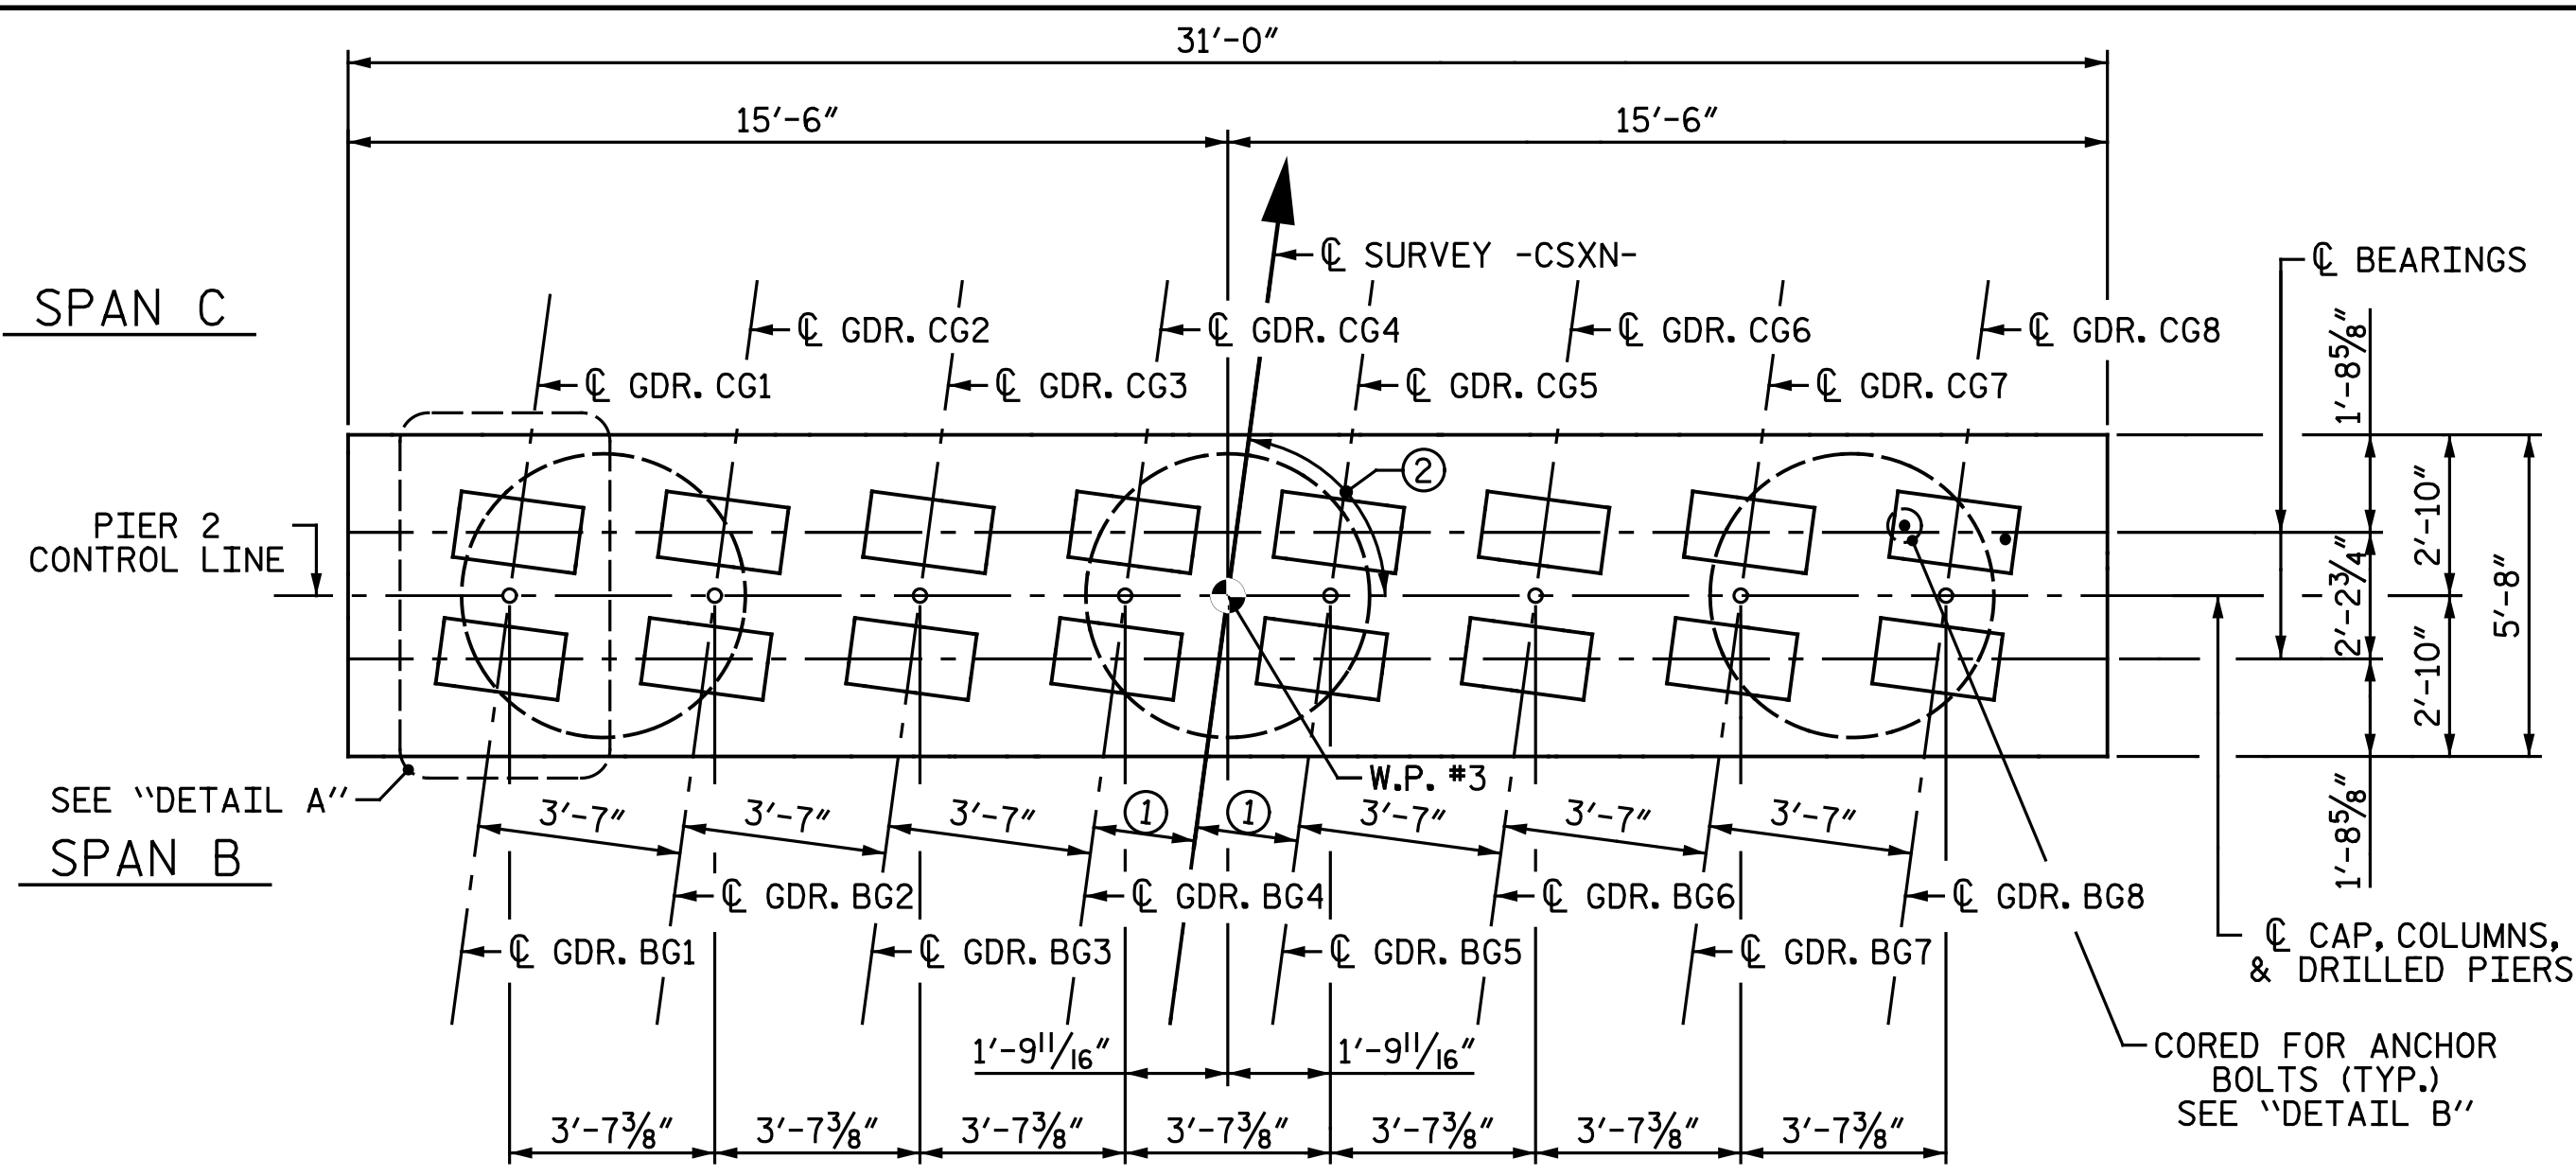 31'-0"
15'-6" 15'-6"
℄ SURVEY -CSXN-
℄ BEARINGS
SPAN C
℄ GDR. CG2 ℄ GDR. CG4 ℄ GDR. CG6 ℄ GDR. CG8
℄ GDR. CG1 ℄ GDR. CG3 ℄ GDR. CG5 ℄ GDR. CG7
1'-8⅝"
2
PIER 2
CONTROL LINE
2'-10"
2'-2¾"
5'-8"
2'-10"
1'-8⅝"
W.P. #3
SEE "DETAIL A"
3'-7" 3'-7" 3'-7" 1 1 3'-7" 3'-7" 3'-7"
SPAN B
℄ GDR. BG2 ℄ GDR. BG4 ℄ GDR. BG6 ℄ GDR. BG8
℄ GDR. BG1 ℄ GDR. BG3 ℄ GDR. BG5 ℄ GDR. BG7
℄ CAP, COLUMNS,
& DRILLED PIERS
1'-9 11/16" 1'-9 11/16"
CORED FOR ANCHOR
BOLTS (TYP.)
SEE "DETAIL B"
3'-7⅜" 3'-7⅜" 3'-7⅜" 3'-7⅜" 3'-7⅜" 3'-7⅜" 3'-7⅜"